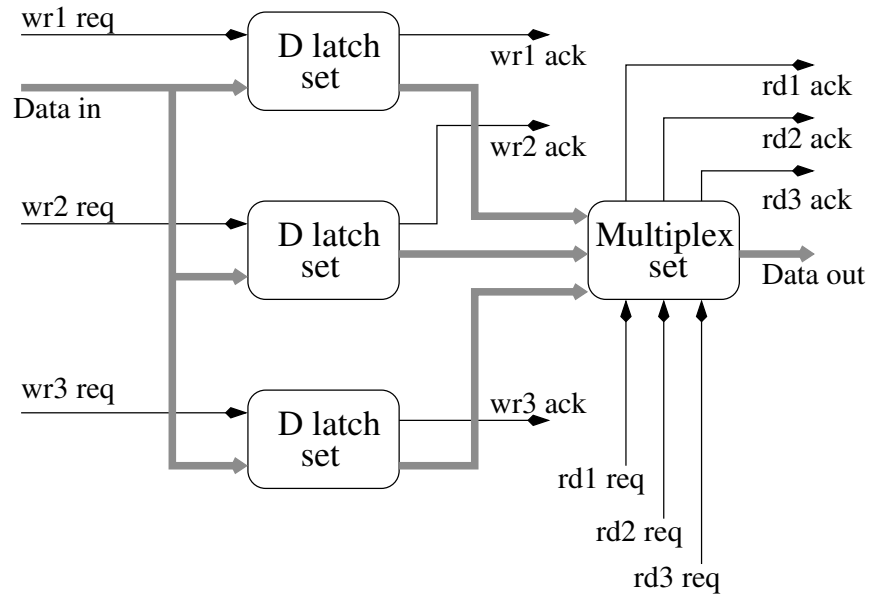 wr1 req
D latch
set
wr1 ack
Data in
rd1 ack
rd2 ack
wr2 ack
rd3 ack
wr2 req
D latch
set
Multiplex
set
Data out
wr3 req
D latch
set
wr3 ack
rd1 req
rd2 req
rd3 req